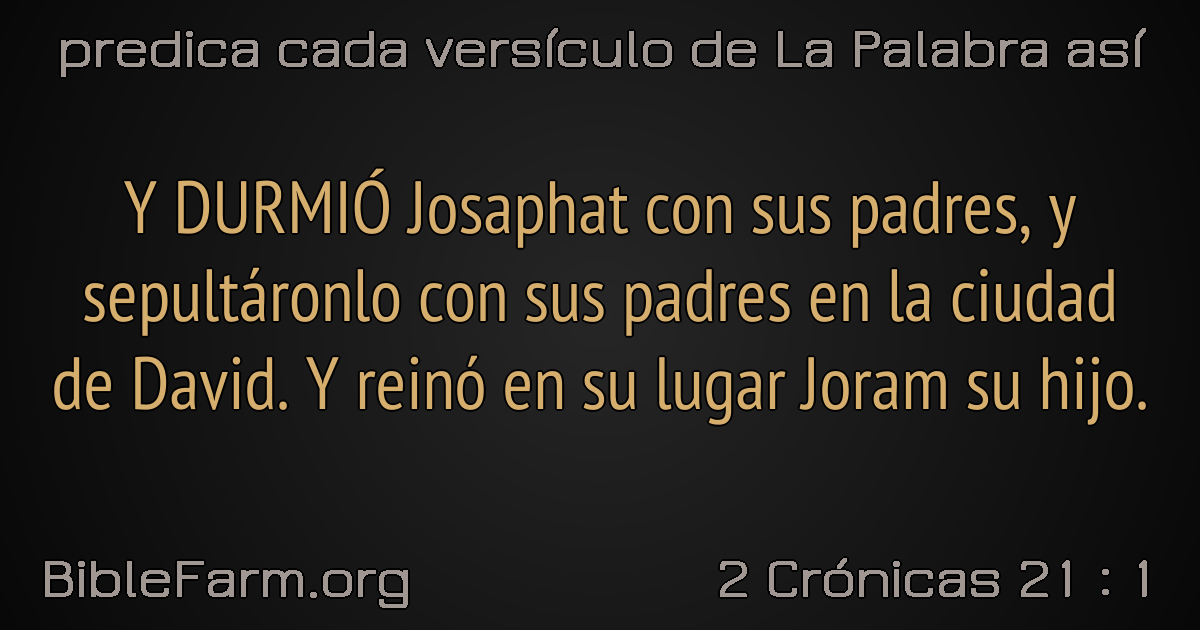 predica cada versículo de La Palabra así
Y DURMIÓ Josaphat con sus padres, y
sepultáronlo con sus padres en la ciudad
de David. Y reinó en su lugar Joram su hijo.
BibleFarm.org
2 Crónicas 21 : 1